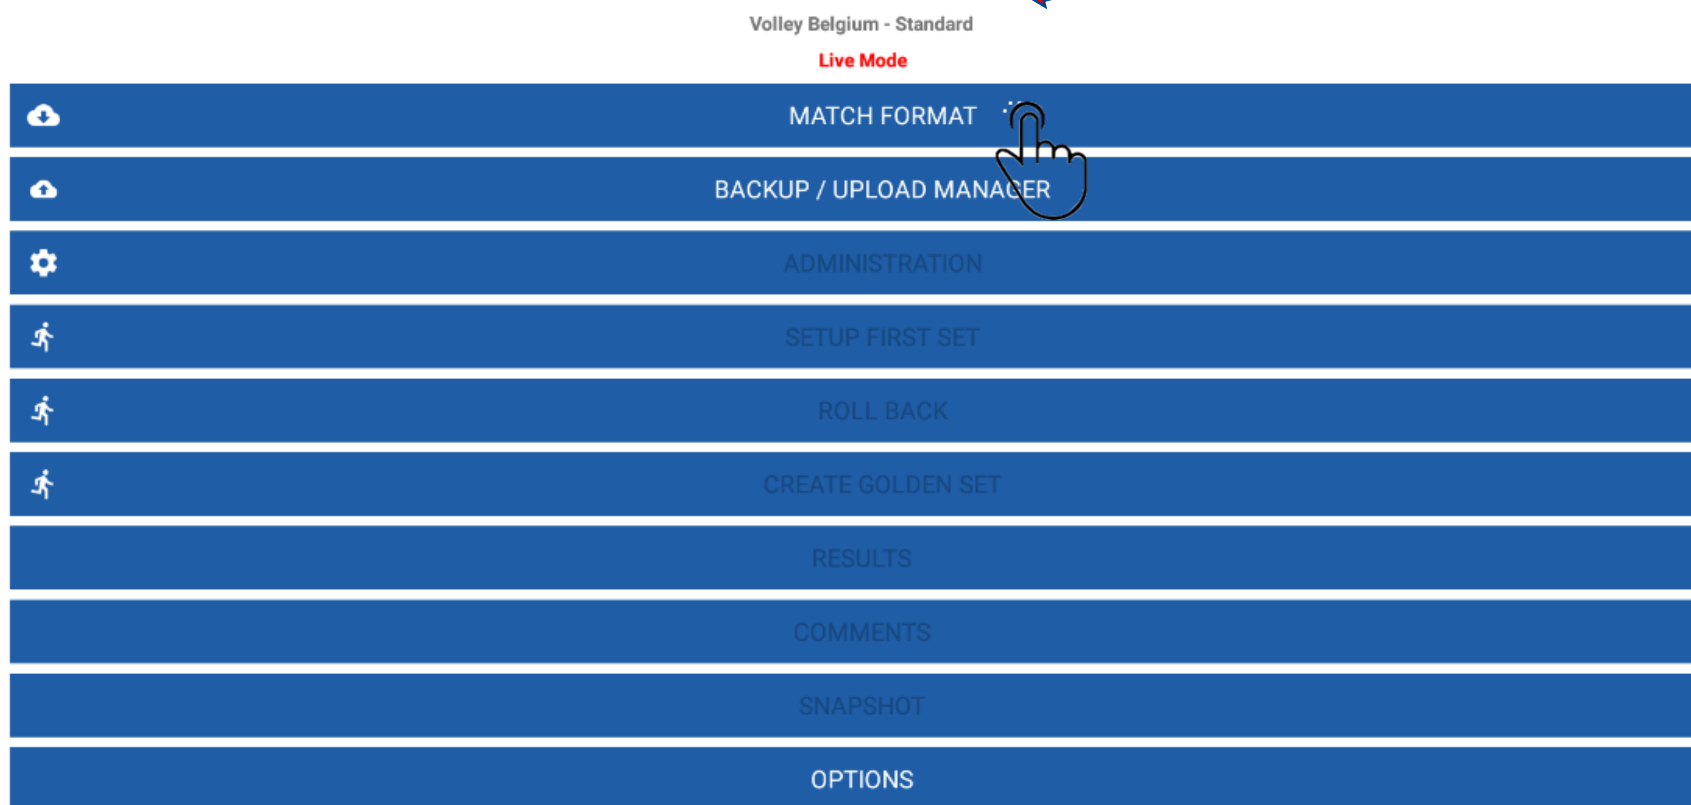 Volley Belgium - Standard
Live Mode
MATCH FORMAT
BACKUP / UPLOAD MANAGER
ADMINISTRATION
SETUP FIRST SET
ROLL BACK
CREATE GOLDEN SET
RESULTS
COMMENTS
SNAPSHOT
OPTIONS